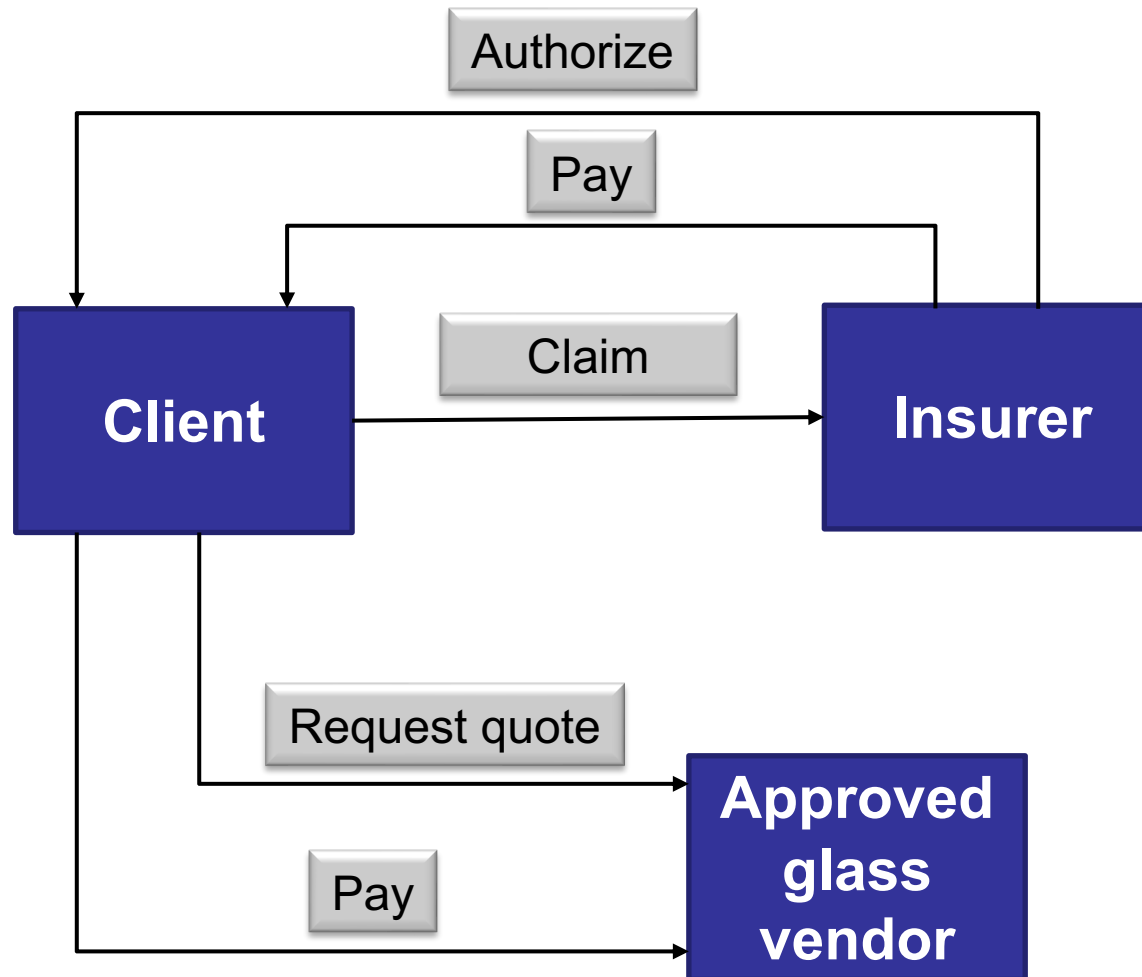 Authorize
Pay
Claim
Client
Insurer
Request quote
Approved
glass
vendor
Pay